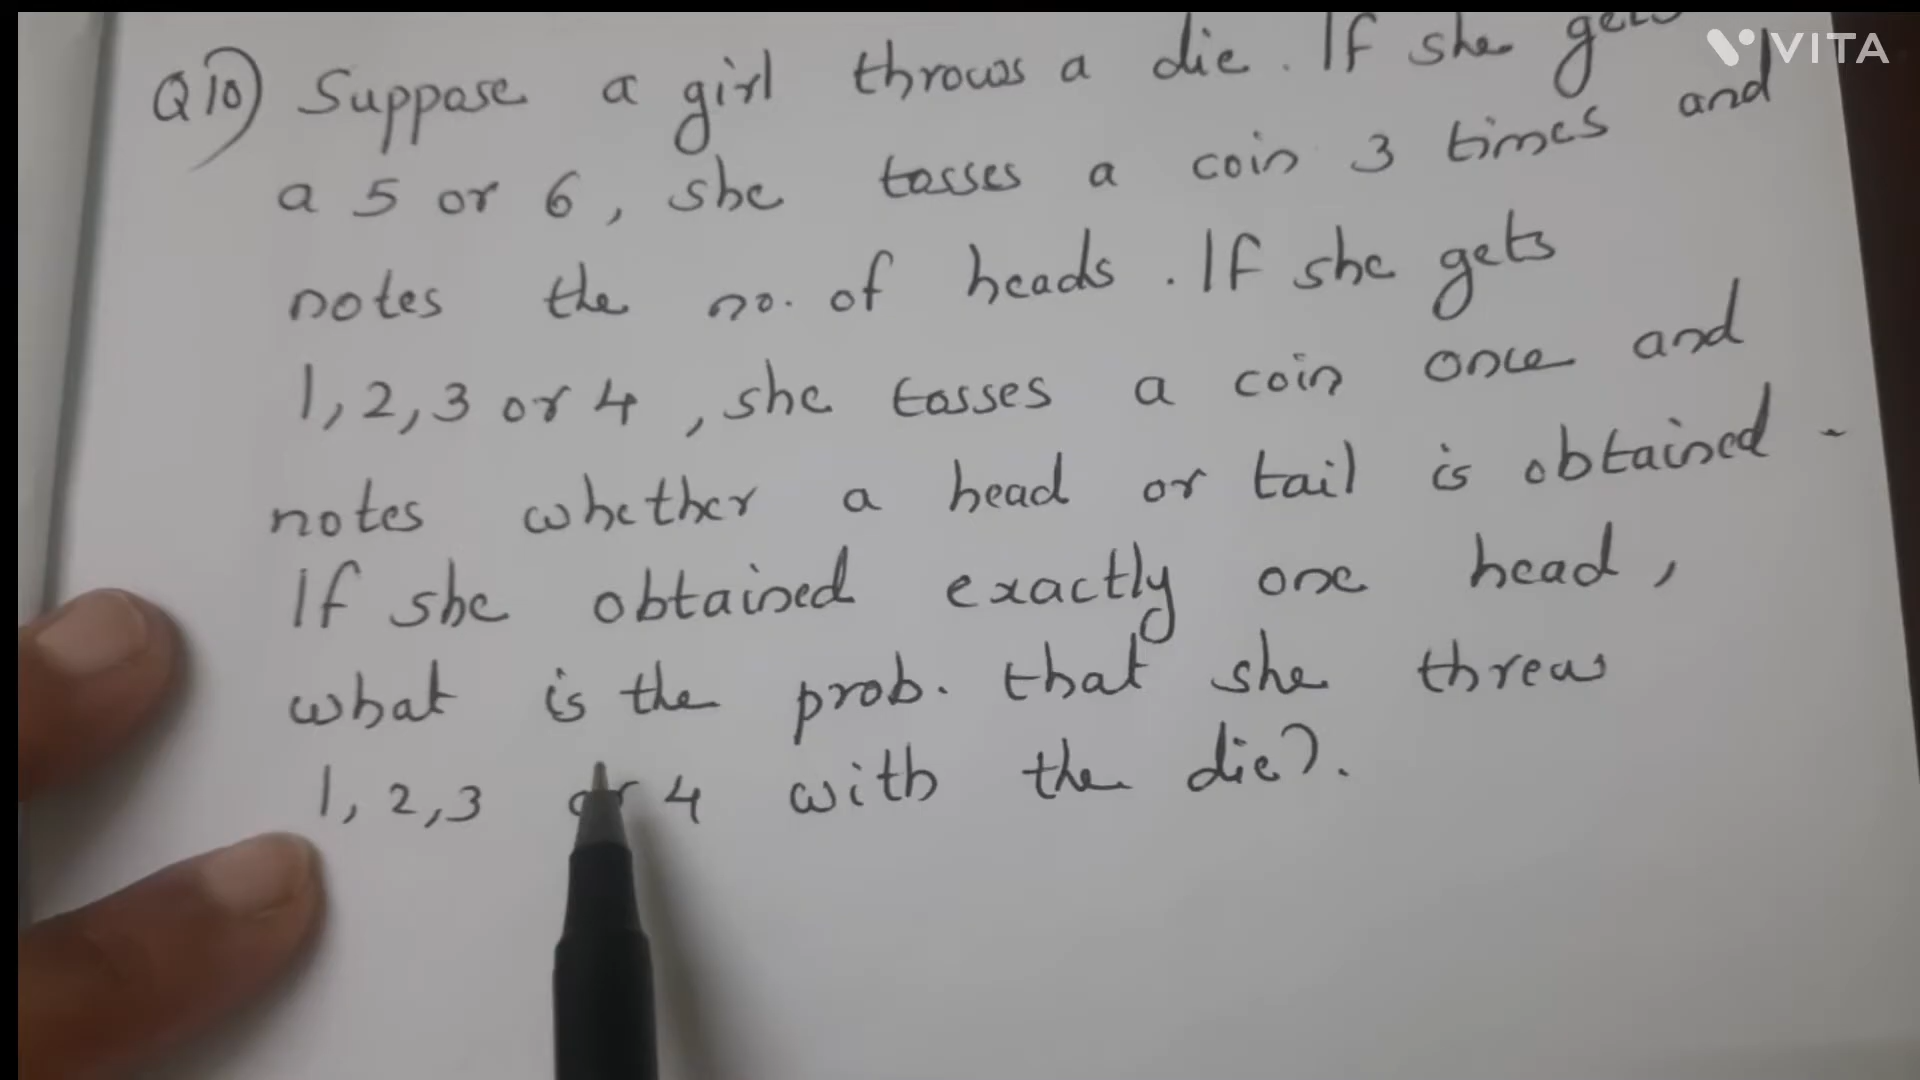 VITA
Q10) Suppose a girl throws a die. If she gets
a 5 or 6, she tosses a coin 3 times and
notes the no. of heads. If she gets
1, 2, 3 or 4, she tosses a coin once and
notes whether a head or tail is obtained.
If she obtained exactly one head,
what is the prob. that she threw
1, 2, 3 or 4 with the die?.